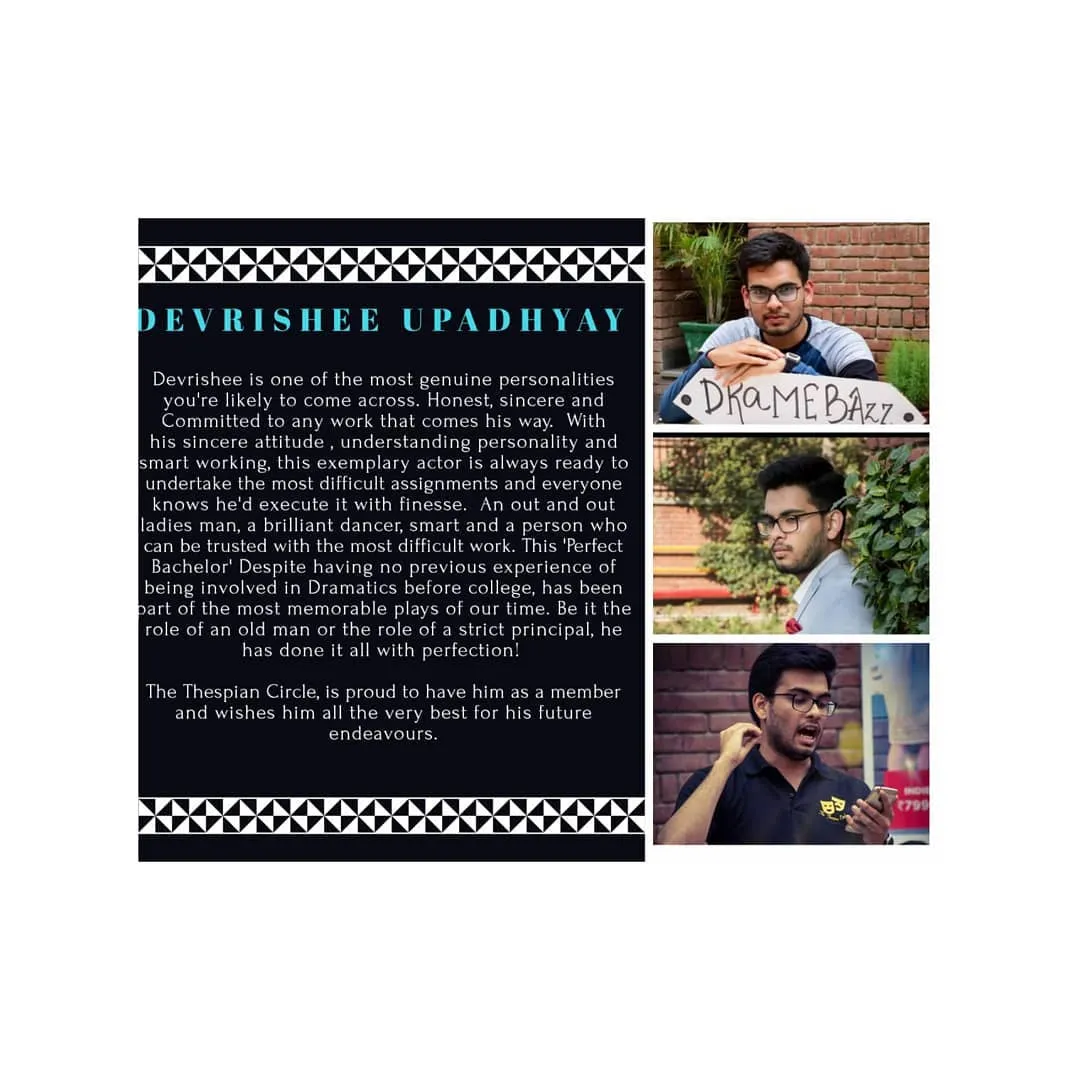 DEVRISHEE UPADHYAY
Devrishee is one of the most genuine personalities
you're likely to come across. Honest, sincere and
Committed to any work that comes his way.  With
his sincere attitude , understanding personality and
smart working, this exemplary actor is always ready to
undertake the most difficult assignments and everyone
knows he'd execute it with finesse.  An out and out
ladies man, a brilliant dancer, smart and a person who
can be trusted with the most difficult work. This 'Perfect
Bachelor' Despite having no previous experience of
being involved in Dramatics before college, has been
part of the most memorable plays of our time. Be it the
role of an old man or the role of a strict principal, he
has done it all with perfection!
The Thespian Circle, is proud to have him as a member
and wishes him all the very best for his future
endeavours.
DRaMEBAzz
₹799